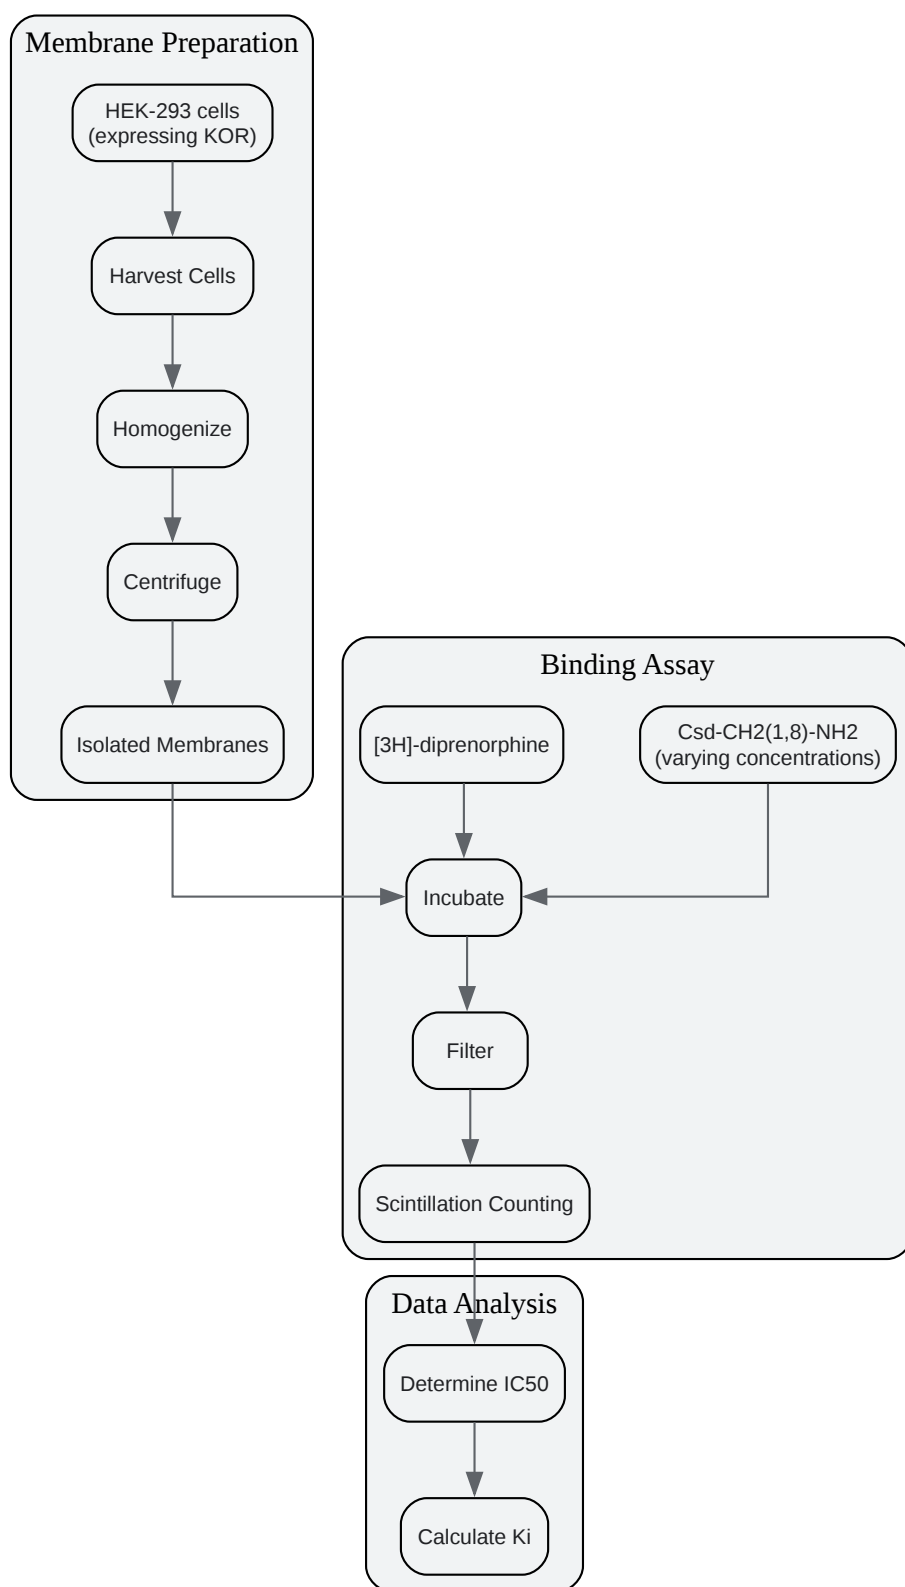 Membrane Preparation
HEK-293 cells
(expressing KOR)
Harvest Cells
Homogenize
Centrifuge
Isolated Membranes
Binding Assay
[3H]-diprenorphine
Csd-CH2(1,8)-NH2
(varying concentrations)
Incubate
Filter
Scintillation Counting
Data Analysis
Determine IC50
Calculate Ki